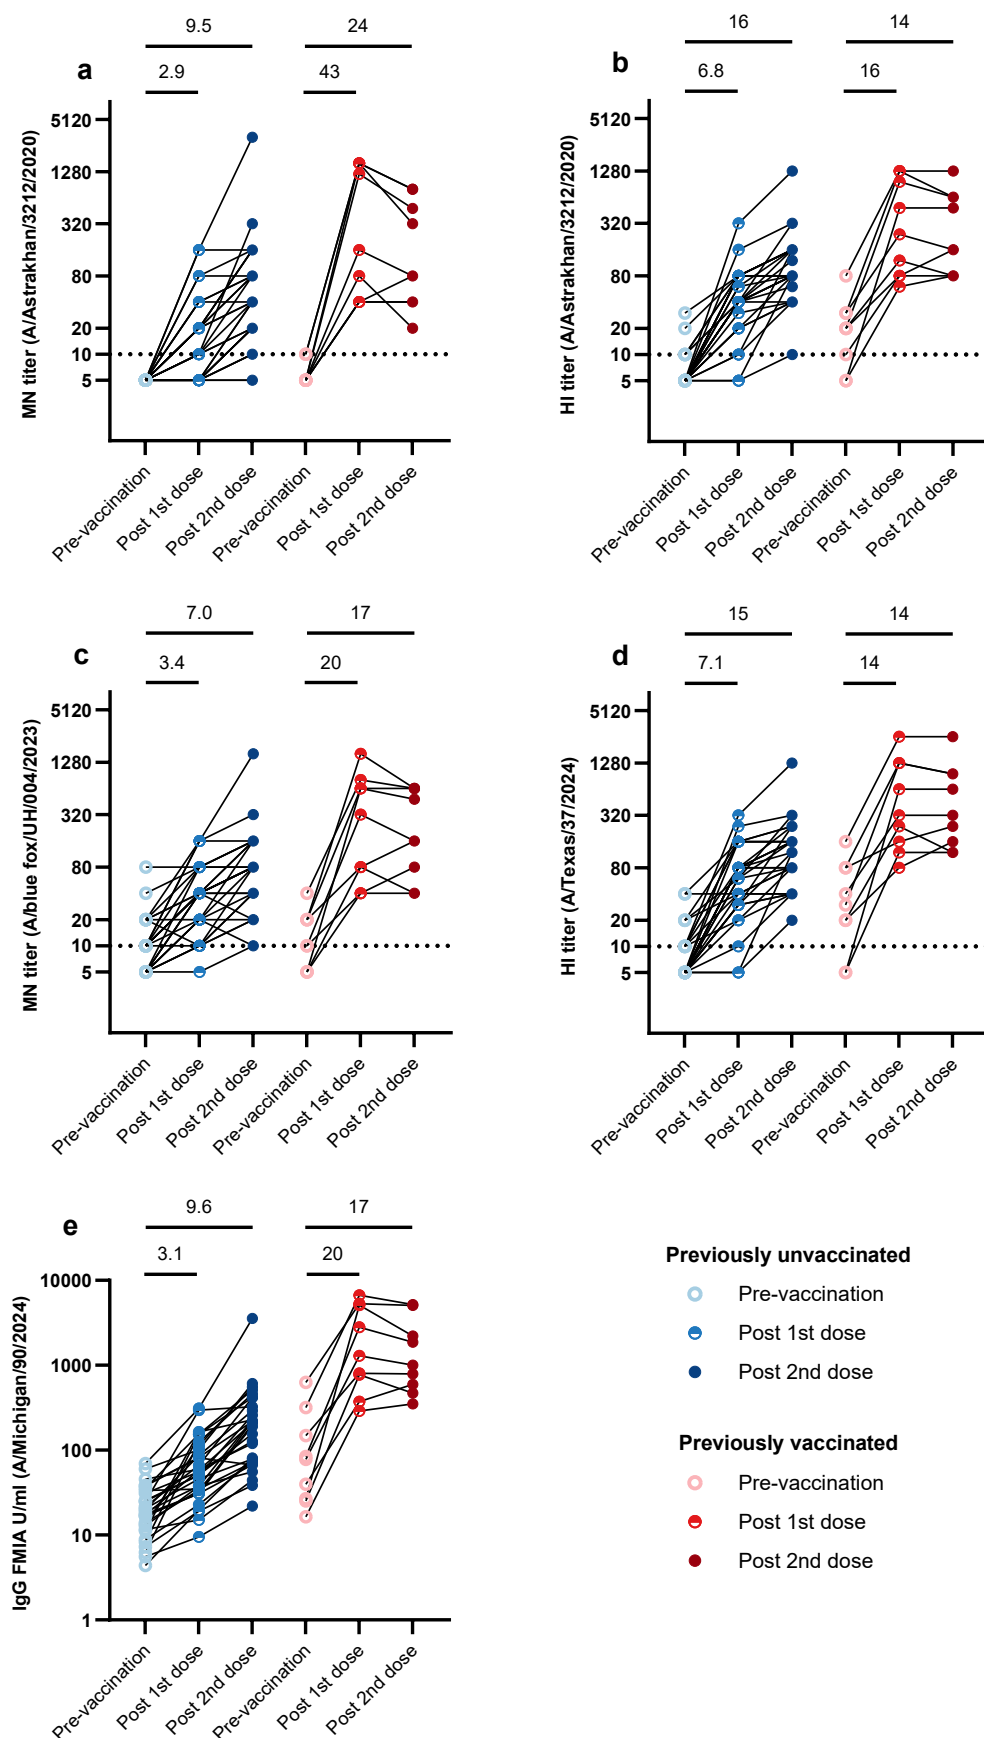 9.5
24
a
2.9
43
MN titer (A/Astrakhan/3212/2020)
5120
1280
320
80
20
10
5
Pre-vaccination
Post 1st dose
Post 2nd dose
Pre-vaccination
Post 1st dose
Post 2nd dose
16
14
b
6.8
16
HI titer (A/Astrakhan/3212/2020)
5120
1280
320
80
20
10
5
Pre-vaccination
Post 1st dose
Post 2nd dose
Pre-vaccination
Post 1st dose
Post 2nd dose
7.0
17
c
3.4
20
MN titer (A/blue fox/UH/004/2023)
5120
1280
320
80
20
10
5
Pre-vaccination
Post 1st dose
Post 2nd dose
Pre-vaccination
Post 1st dose
Post 2nd dose
15
14
d
7.1
14
HI titer (A/Texas/37/2024)
5120
1280
320
80
20
10
5
Pre-vaccination
Post 1st dose
Post 2nd dose
Pre-vaccination
Post 1st dose
Post 2nd dose
9.6
17
e
3.1
20
IgG FMIA U/ml (A/Michigan/90/2024)
10000
1000
100
10
1
Pre-vaccination
Post 1st dose
Post 2nd dose
Pre-vaccination
Post 1st dose
Post 2nd dose
Previously unvaccinated
Pre-vaccination
Post 1st dose
Post 2nd dose
Previously vaccinated
Pre-vaccination
Post 1st dose
Post 2nd dose